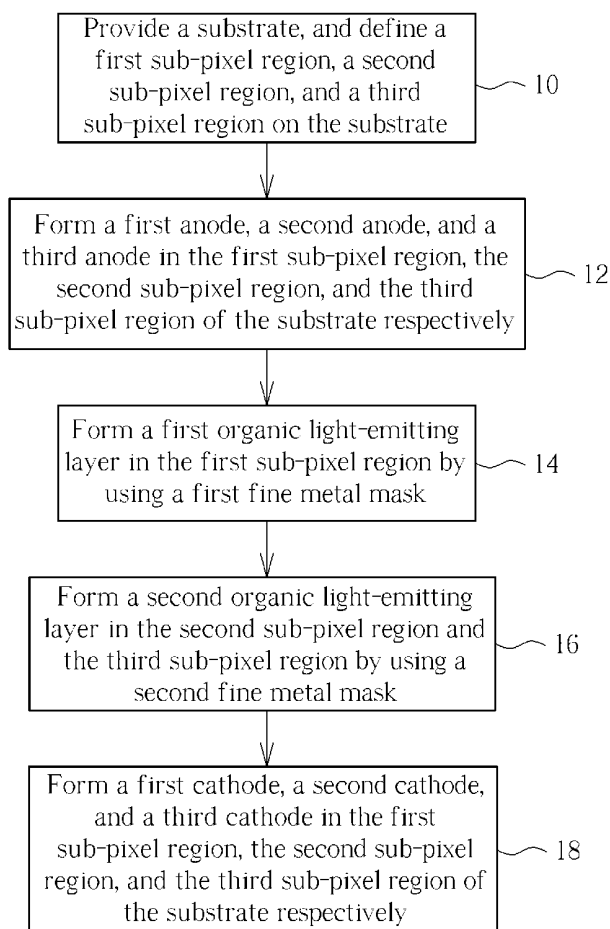 Provide a substrate, and define a
first sub-pixel region, a second
sub-pixel region, and a third
sub-pixel region on the substrate
10
Form a first anode, a second anode, and a
third anode in the first sub-pixel region, the
second sub-pixel region, and the third
sub-pixel region of the substrate respectively
12
Form a first organic light-emitting
layer in the first sub-pixel region by
using a first fine metal mask
14
Form a second organic light-emitting
layer in the second sub-pixel region and
the third sub-pixel region by using a
second fine metal mask
16
Form a first cathode, a second cathode,
and a third cathode in the first
sub-pixel region, the second sub-pixel
region, and the third sub-pixel region of
the substrate respectively
18